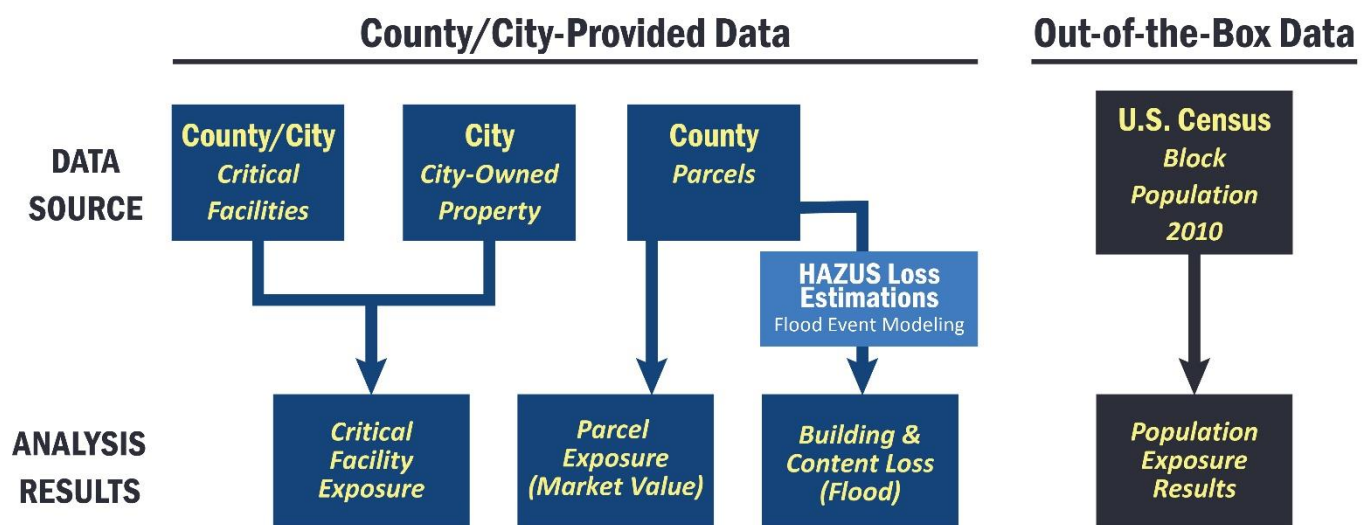 County/City-Provided Data
Out-of-the-Box Data
DATA
SOURCE
County/City
Critical
Facilities
City
City-Owned
Property
County
Parcels
U.S. Census
Block
Population
2010
HAZUS Loss
Estimations
Flood Event Modeling
ANALYSIS
RESULTS
Critical
Facility
Exposure
Parcel
Exposure
(Market Value)
Building &
Content Loss
(Flood)
Population
Exposure
Results